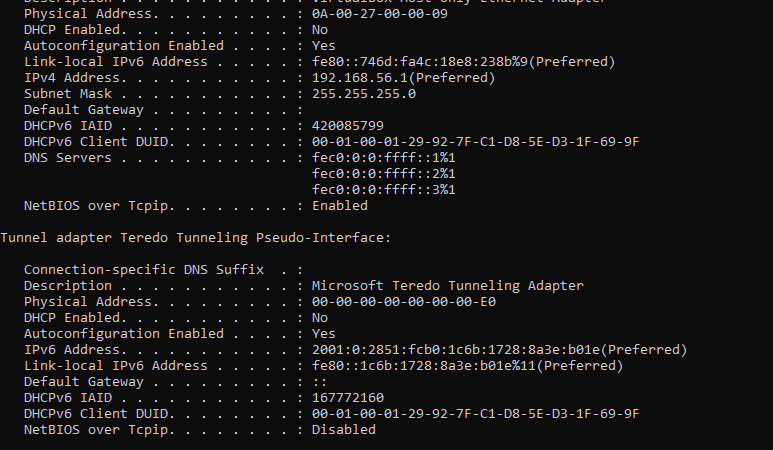 Physical Address. . . . . . . . . : 0A-00-27-00-00-09
DHCP Enabled. . . . . . . . . . . : No
Autoconfiguration Enabled . . . . : Yes
Link-local IPv6 Address . . . . . : fe80::746d:fa4c:18e8:238b%9(Preferred)
IPv4 Address. . . . . . . . . . . : 192.168.56.1(Preferred)
Subnet Mask . . . . . . . . . . . : 255.255.255.0
Default Gateway . . . . . . . . . :
DHCPv6 IAID . . . . . . . . . . . : 420085799
DHCPv6 Client DUID. . . . . . . . : 00-01-00-01-29-92-7F-C1-D8-5E-D3-1F-69-9F
DNS Servers . . . . . . . . . . . : fec0:0:0:ffff::1%1
fec0:0:0:ffff::2%1
fec0:0:0:ffff::3%1
NetBIOS over Tcpip. . . . . . . . : Enabled
Tunnel adapter Teredo Tunneling Pseudo-Interface:
Connection-specific DNS Suffix  . :
Description . . . . . . . . . . . : Microsoft Teredo Tunneling Adapter
Physical Address. . . . . . . . . : 00-00-00-00-00-00-00-E0
DHCP Enabled. . . . . . . . . . . : No
Autoconfiguration Enabled . . . . : Yes
IPv6 Address. . . . . . . . . . . : 2001:0:2851:fcb0:1c6b:1728:8a3e:b01e(Preferred)
Link-local IPv6 Address . . . . . : fe80::1c6b:1728:8a3e:b01e%11(Preferred)
Default Gateway . . . . . . . . . : ::
DHCPv6 IAID . . . . . . . . . . . : 167772160
DHCPv6 Client DUID. . . . . . . . : 00-01-00-01-29-92-7F-C1-D8-5E-D3-1F-69-9F
NetBIOS over Tcpip. . . . . . . . : Disabled